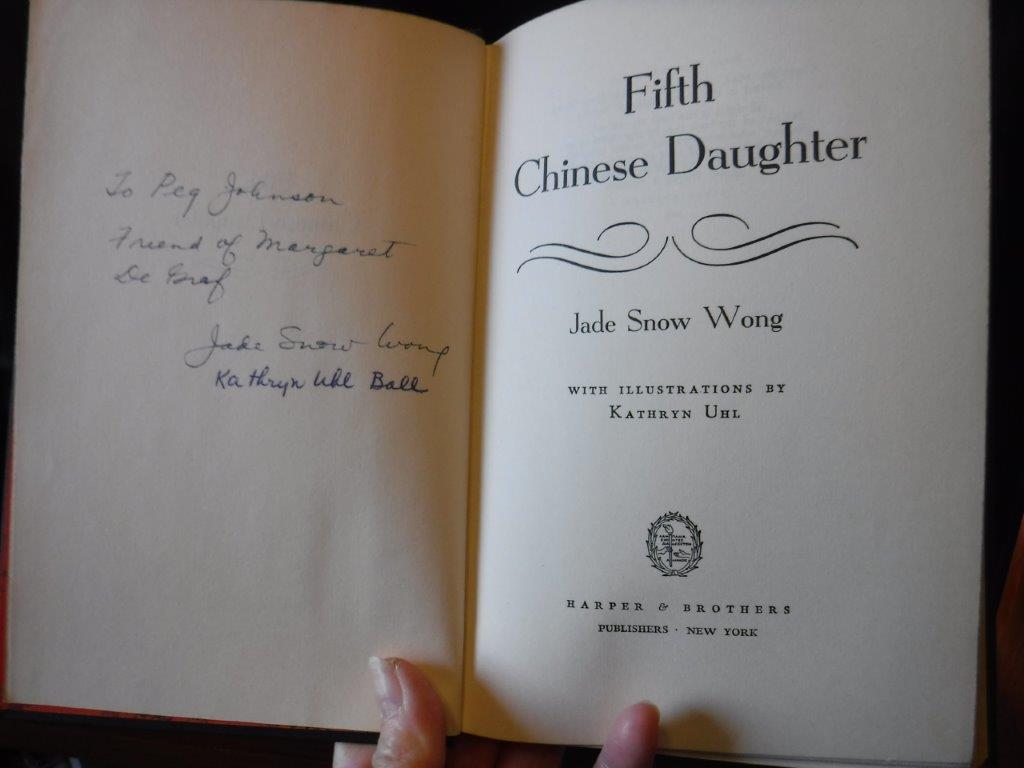 To Peg Johnson
Friend of Margaret
De Graf
Jade Snow Wong
Kathryn Uhl Ball
Fifth
Chinese Daughter
Jade Snow Wong
WITH ILLUSTRATIONS BY
KATHRYN UHL
HARPER & BROTHERS
PUBLISHERS · NEW YORK